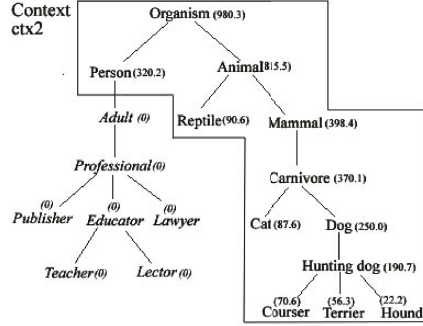 Context
ctx2
Organism (980.3)
Person (320.2)
Animal(815.5)
Adult (0)
Reptile(90.6)
Mammal (398.4)
Professional(0)
Carnivore (370.1)
(0) (0) (0)
Publisher Educator Lawyer
Cat (87.6)
Dog (250.0)
Hunting dog (190.7)
Teacher(0)
Lector (0)
(70.6) (56.3) (22.2)
Courser Terrier Hound